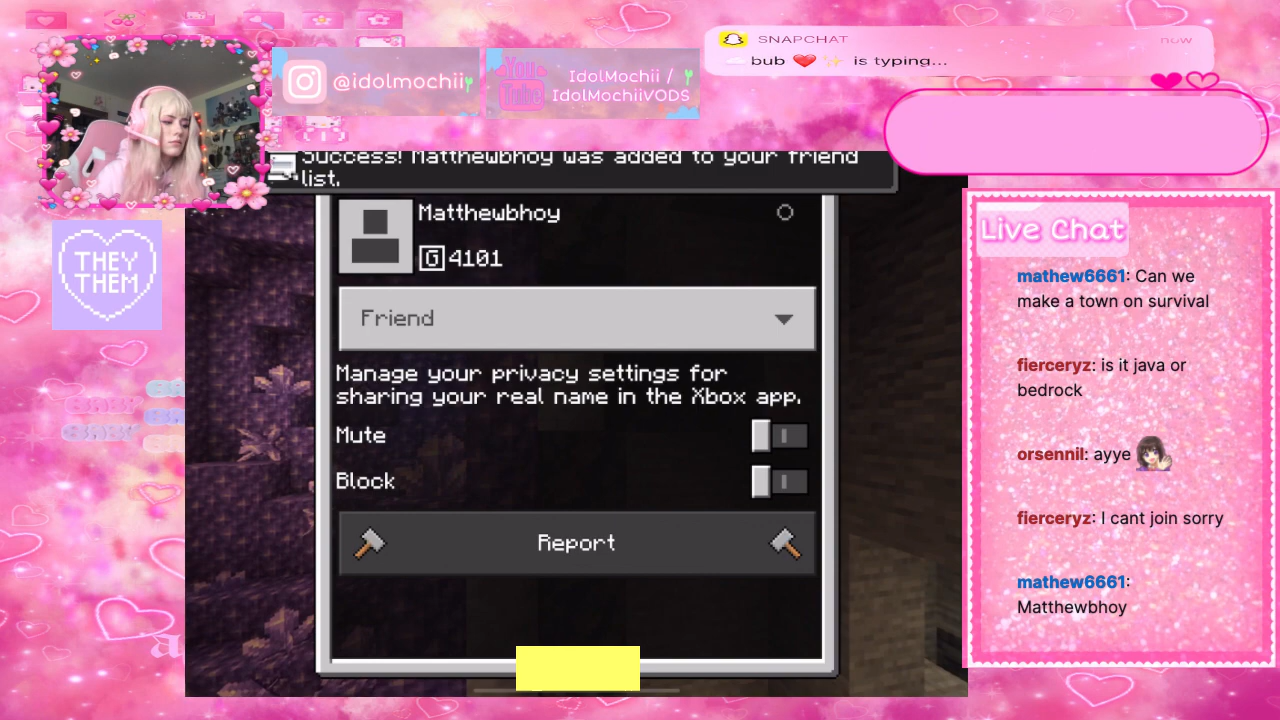 SNAPCHAT
now
bub ❤️ ✨ is typing...
@idolmochii
You
Tube
IdolMochii /
IdolMochiiVODS
Success! Matthewbhoy was added to your friend
list.
Matthewbhoy
G 4101
Friend
Manage your privacy settings for
sharing your real name in the Xbox app.
Mute
Block
Report
THEY
THEM
Live Chat
mathew6661: Can we
make a town on survival
fierceryz: is it java or
bedrock
orsennil: ayye
fierceryz: I cant join sorry
mathew6661:
Matthewbhoy